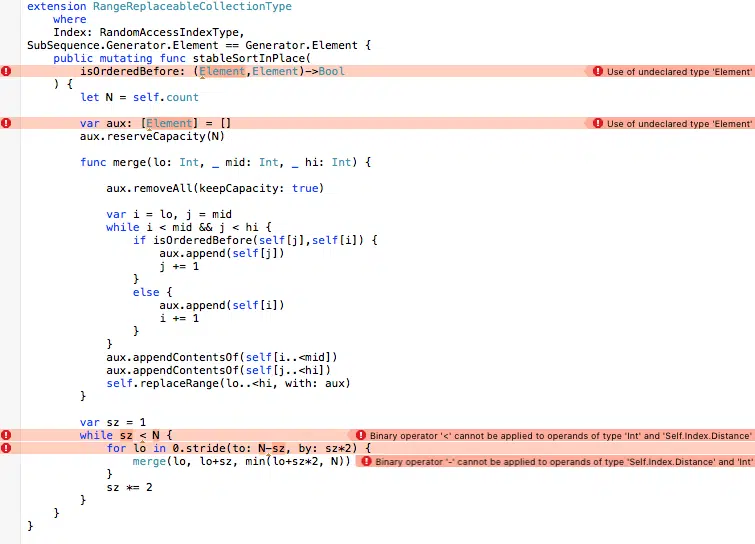 extension RangeReplaceableCollectionType
where
Index: RandomAccessIndexType,
SubSequence.Generator.Element == Generator.Element {
public mutating func stableSortInPlace(
isOrderedBefore: (Element,Element)->Bool Use of undeclared type 'Element'
) {
let N = self.count
var aux: [Element] = [] Use of undeclared type 'Element'
aux.reserveCapacity(N)
func merge(lo: Int, _ mid: Int, _ hi: Int) {
aux.removeAll(keepCapacity: true)
var i = lo, j = mid
while i < mid && j < hi {
if isOrderedBefore(self[j],self[i]) {
aux.append(self[j])
j += 1
}
else {
aux.append(self[i])
i += 1
}
}
aux.appendContentsOf(self[i..<mid])
aux.appendContentsOf(self[j..<hi])
self.replaceRange(lo..<hi, with: aux)
}
var sz = 1
while sz < N { Binary operator '<' cannot be applied to operands of type 'Int' and 'Self.Index.Distance'
for lo in 0.stride(to: N-sz, by: sz*2) {
merge(lo, lo+sz, min(lo+sz*2, N)) Binary operator '-' cannot be applied to operands of type 'Self.Index.Distance' and 'Int'
}
sz *= 2
}
}
}